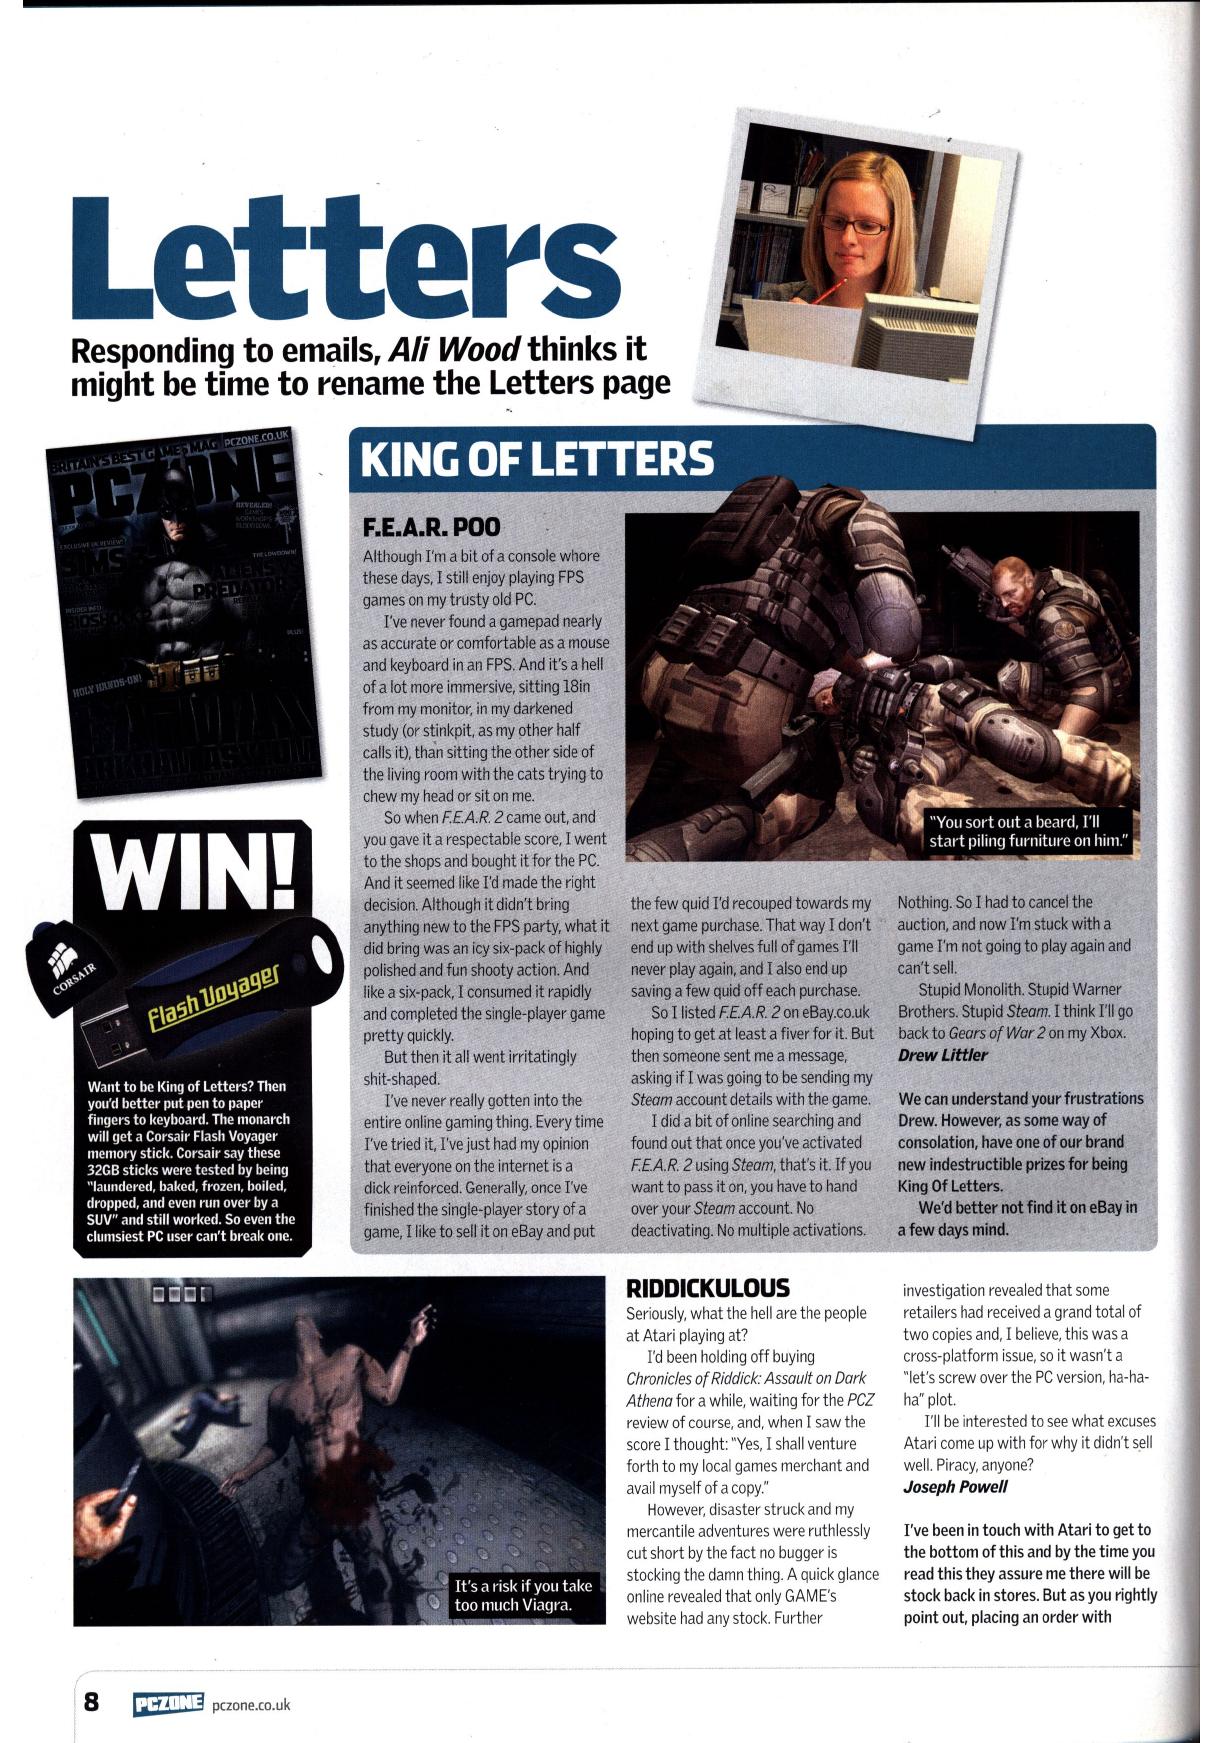 Letters
Responding to emails, Ali Wood thinks it
might be time to rename the Letters page
BRITAIN'S BEST GAMES MAG
PCZONE.CO.UK
PCZONE
REVEALED!
EXCLUSIVE UK REVIEW!
SIMS
THE LOWDOWN!
ALIENS VS
PREDATOR
INSIDER INFO
BIOSHOCK 2
PLUS!
HOLY HANDS-ON!
BATMAN
ARKHAM ASYLUM
WIN!
CORSAIR
Flash Voyager
Want to be King of Letters? Then
you'd better put pen to paper
fingers to keyboard. The monarch
will get a Corsair Flash Voyager
memory stick. Corsair say these
32GB sticks were tested by being
"laundered, baked, frozen, boiled,
dropped, and even run over by a
SUV" and still worked. So even the
clumsiest PC user can't break one.
KING OF LETTERS
F.E.A.R. POO
Although I'm a bit of a console whore
these days, I still enjoy playing FPS
games on my trusty old PC.
I've never found a gamepad nearly
as accurate or comfortable as a mouse
and keyboard in an FPS. And it's a hell
of a lot more immersive, sitting 18in
from my monitor, in my darkened
study (or stinkpit, as my other half
calls it), than sitting the other side of
the living room with the cats trying to
chew my head or sit on me.
So when F.E.A.R. 2 came out, and
you gave it a respectable score, I went
to the shops and bought it for the PC.
And it seemed like I'd made the right
decision. Although it didn't bring
anything new to the FPS party, what it
did bring was an icy six-pack of highly
polished and fun shooty action. And
like a six-pack, I consumed it rapidly
and completed the single-player game
pretty quickly.
But then it all went irritatingly
shit-shaped.
I've never really gotten into the
entire online gaming thing. Every time
I've tried it, I've just had my opinion
that everyone on the internet is a
dick reinforced. Generally, once I've
finished the single-player story of a
game, I like to sell it on eBay and put
"You sort out a beard, I'll
start piling furniture on him."
the few quid I'd recouped towards my
next game purchase. That way I don't
end up with shelves full of games I'll
never play again, and I also end up
saving a few quid off each purchase.
So I listed F.E.A.R. 2 on eBay.co.uk
hoping to get at least a fiver for it. But
then someone sent me a message,
asking if I was going to be sending my
Steam account details with the game.
I did a bit of online searching and
found out that once you've activated
F.E.A.R. 2 using Steam, that's it. If you
want to pass it on, you have to hand
over your Steam account. No
deactivating. No multiple activations.
Nothing. So I had to cancel the
auction, and now I'm stuck with a
game I'm not going to play again and
can't sell.
Stupid Monolith. Stupid Warner
Brothers. Stupid Steam. I think I'll go
back to Gears of War 2 on my Xbox.
Drew Littler
We can understand your frustrations
Drew. However, as some way of
consolation, have one of our brand
new indestructible prizes for being
King Of Letters.
We'd better not find it on eBay in
a few days mind.
It's a risk if you take
too much Viagra.
RIDDICKULOUS
Seriously, what the hell are the people
at Atari playing at?
I'd been holding off buying
Chronicles of Riddick: Assault on Dark
Athena for a while, waiting for the PCZ
review of course, and, when I saw the
score I thought: "Yes, I shall venture
forth to my local games merchant and
avail myself of a copy."
However, disaster struck and my
mercantile adventures were ruthlessly
cut short by the fact no bugger is
stocking the damn thing. A quick glance
online revealed that only GAME's
website had any stock. Further
investigation revealed that some
retailers had received a grand total of
two copies and, I believe, this was a
cross-platform issue, so it wasn't a
"let's screw over the PC version, ha-ha-
ha" plot.
I'll be interested to see what excuses
Atari come up with for why it didn't sell
well. Piracy, anyone?
Joseph Powell
I've been in touch with Atari to get to
the bottom of this and by the time you
read this they assure me there will be
stock back in stores. But as you rightly
point out, placing an order with
8
PCZONE
pczone.co.uk